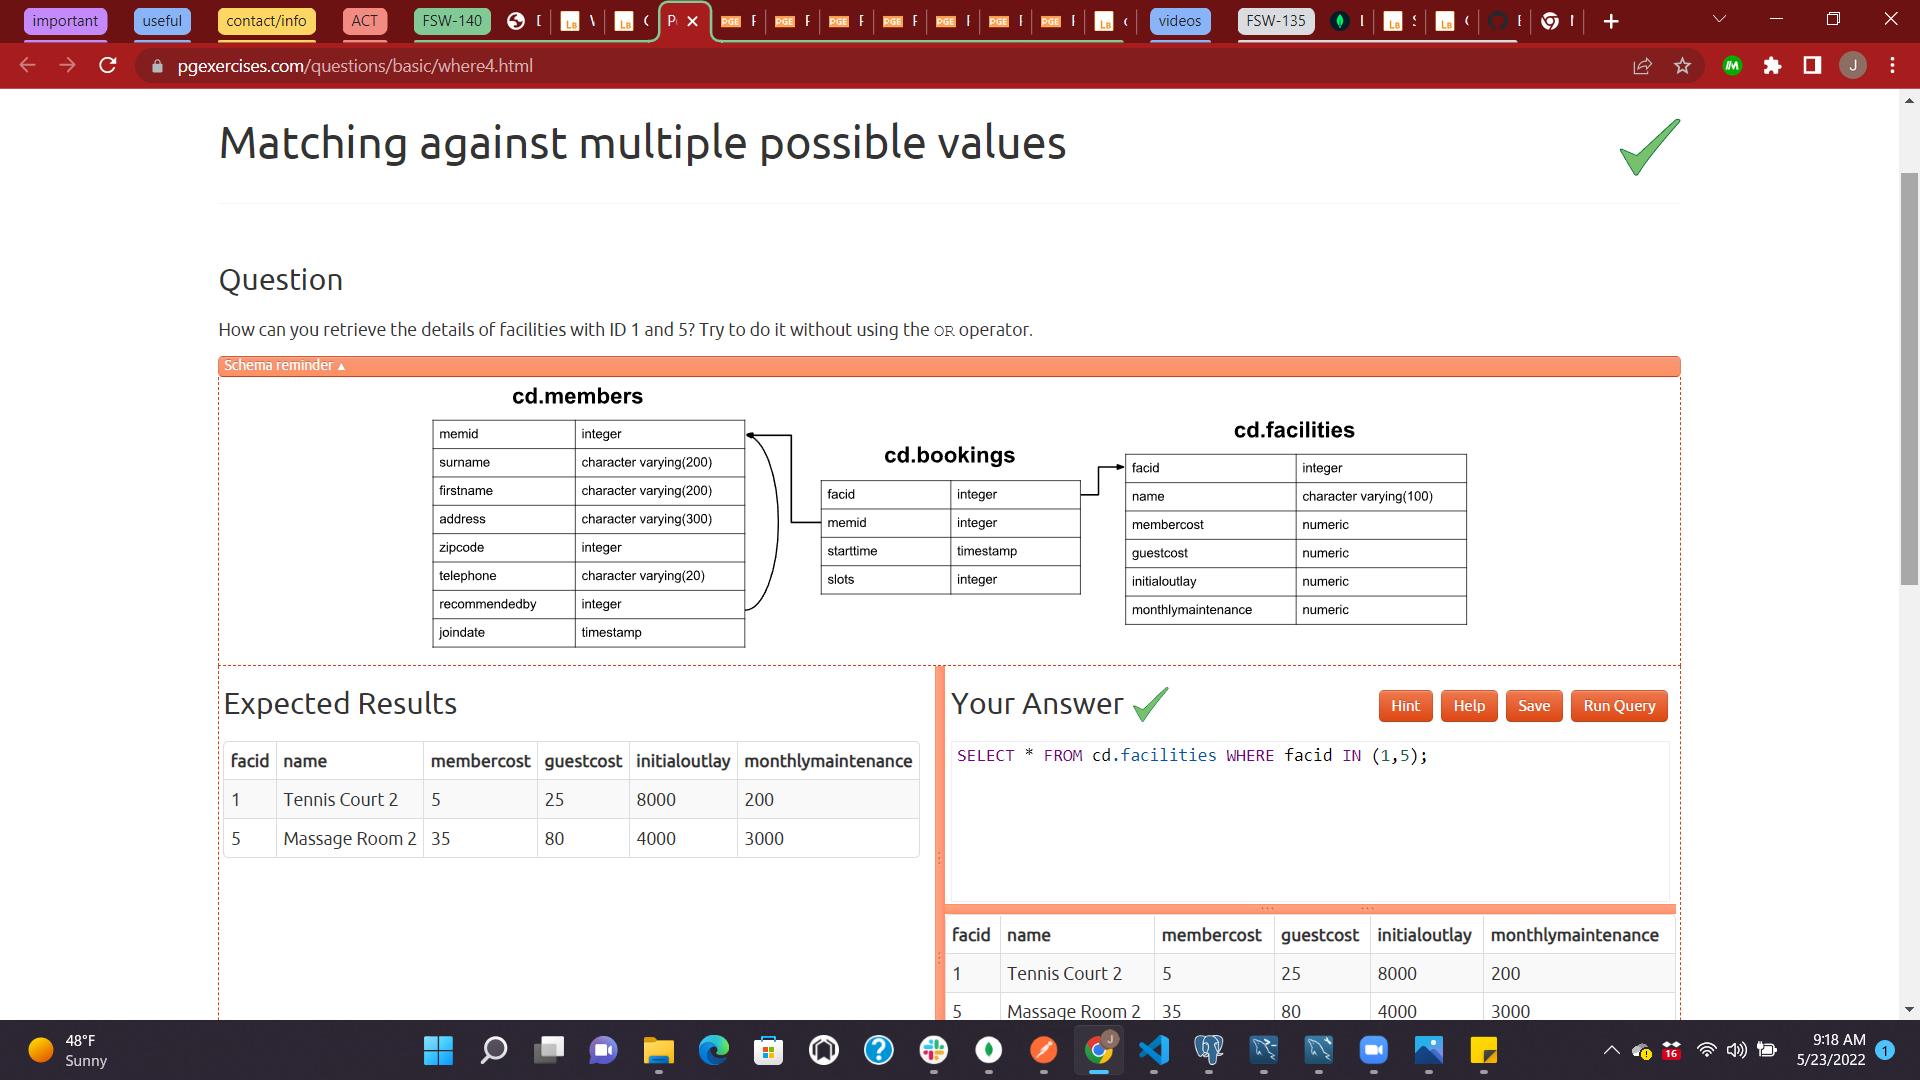 important useful contact/info ACT FSW-140 videos FSW-135
pgexercises.com/questions/basic/where4.html
J
Matching against multiple possible values
Question
How can you retrieve the details of facilities with ID 1 and 5? Try to do it without using the OR operator.
Schema reminder ▴
cd.members
memid integer
surname character varying(200)
firstname character varying(200)
address character varying(300)
zipcode integer
telephone character varying(20)
recommendedby integer
joindate timestamp
cd.bookings
facid integer
memid integer
starttime timestamp
slots integer
cd.facilities
facid integer
name character varying(100)
membercost numeric
guestcost numeric
initialoutlay numeric
monthlymaintenance numeric
Expected Results
facid name membercost guestcost initialoutlay monthlymaintenance
1 Tennis Court 2 5 25 8000 200
5 Massage Room 2 35 80 4000 3000
Your Answer
Hint Help Save Run Query
SELECT * FROM cd.facilities WHERE facid IN (1,5);
facid name membercost guestcost initialoutlay monthlymaintenance
1 Tennis Court 2 5 25 8000 200
5 Massage Room 2 35 80 4000 3000
48°F
Sunny
16
9:18 AM
5/23/2022
1